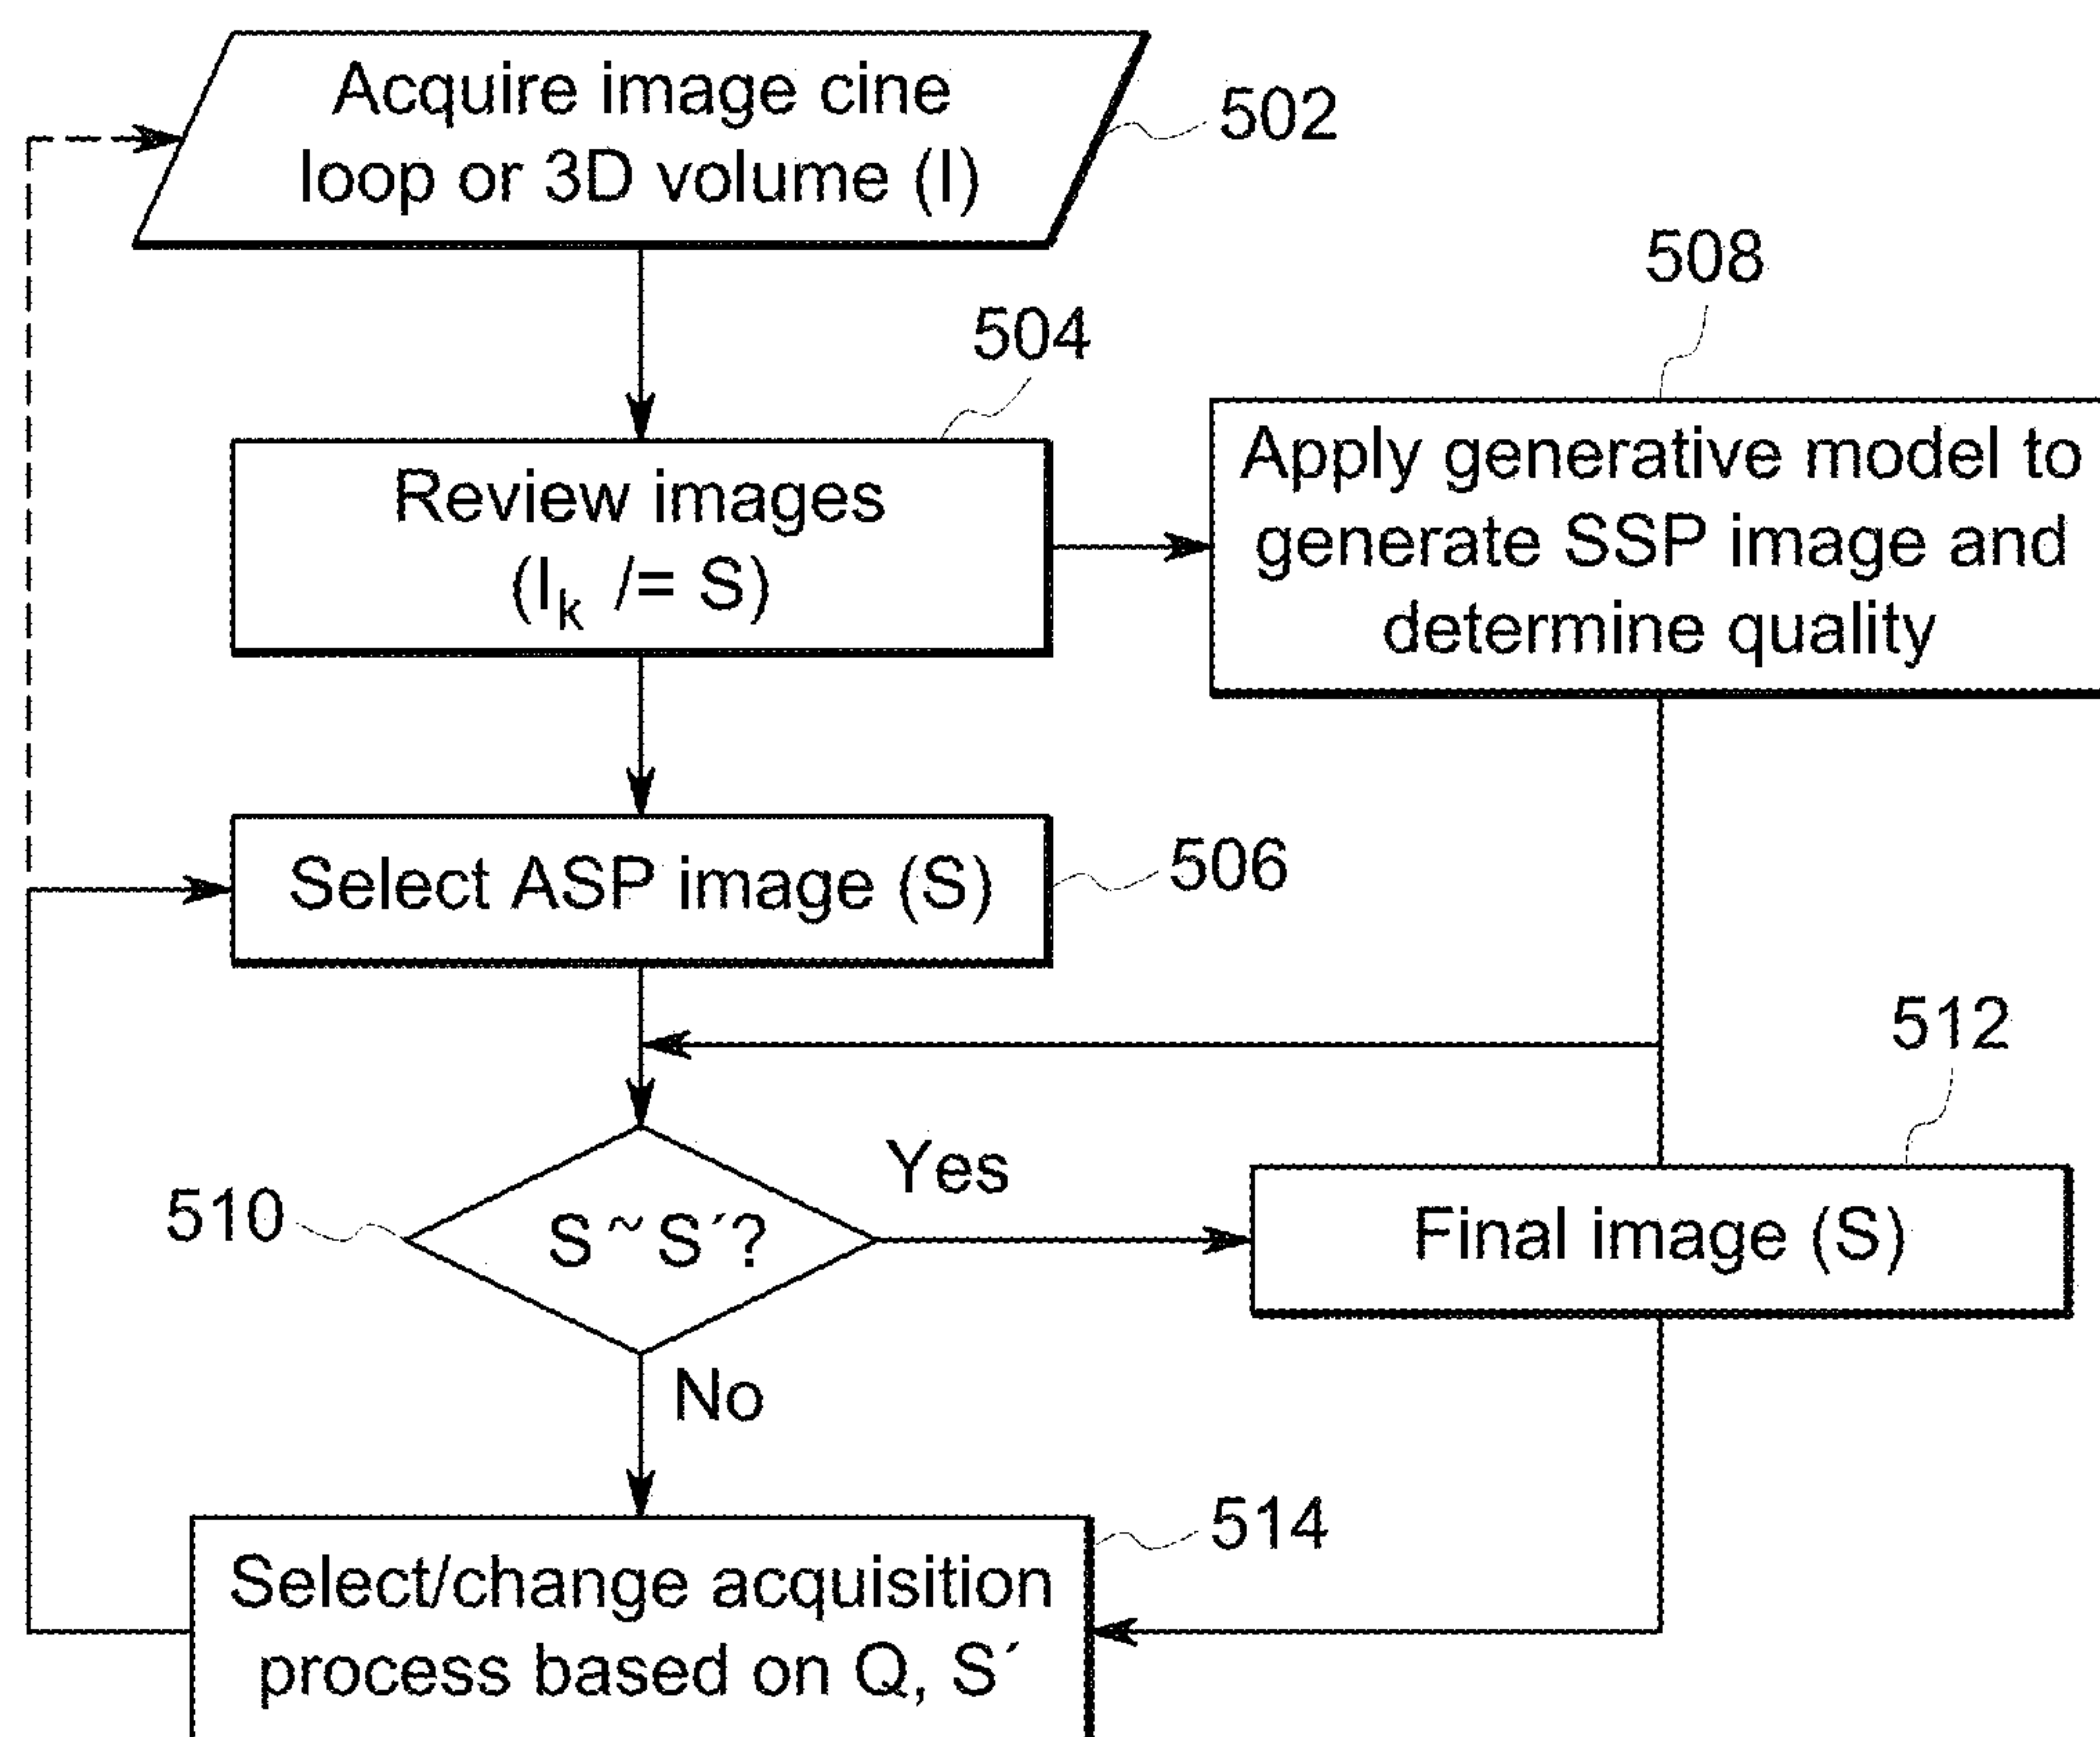 Acquire image cine
loop or 3D volume (I)
502
504
508
Review images
(Iₖ /= S)
Apply generative model to
generate SSP image and
determine quality
Select ASP image (S)
506
512
510
S ~ S´?
Yes
Final image (S)
No
514
Select/change acquisition
process based on Q, S´